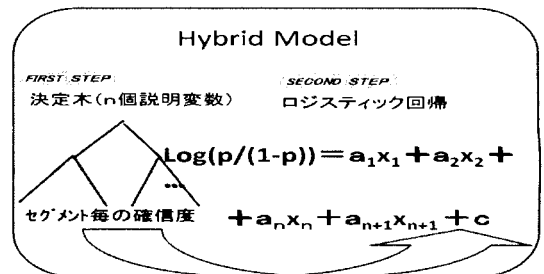 Hybrid Model
FIRST STEP
決定木(n個説明変数)
SECOND STEP
ロジスティック回帰
Log(p/(1-p))=a₁x₁+a₂x₂+
...
セグメント毎の確信度
+aₙxₙ+aₙ₊₁xₙ₊₁+c